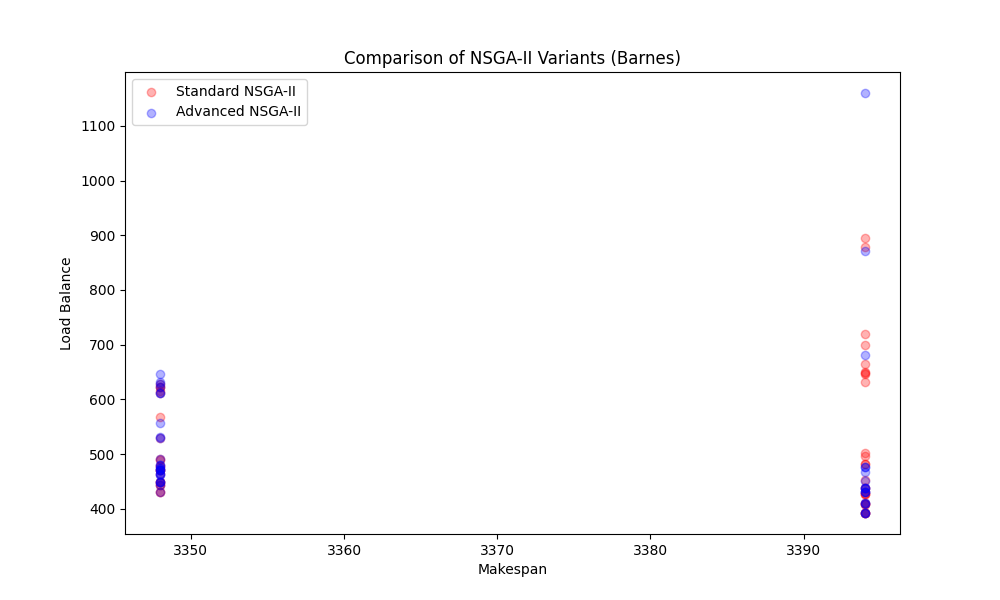 Comparison of NSGA-II Variants (Barnes)
Standard NSGA-II
Advanced NSGA-II
1100
1000
900
800
700
600
500
400
Load Balance
3350 3360 3370 3380 3390
Makespan